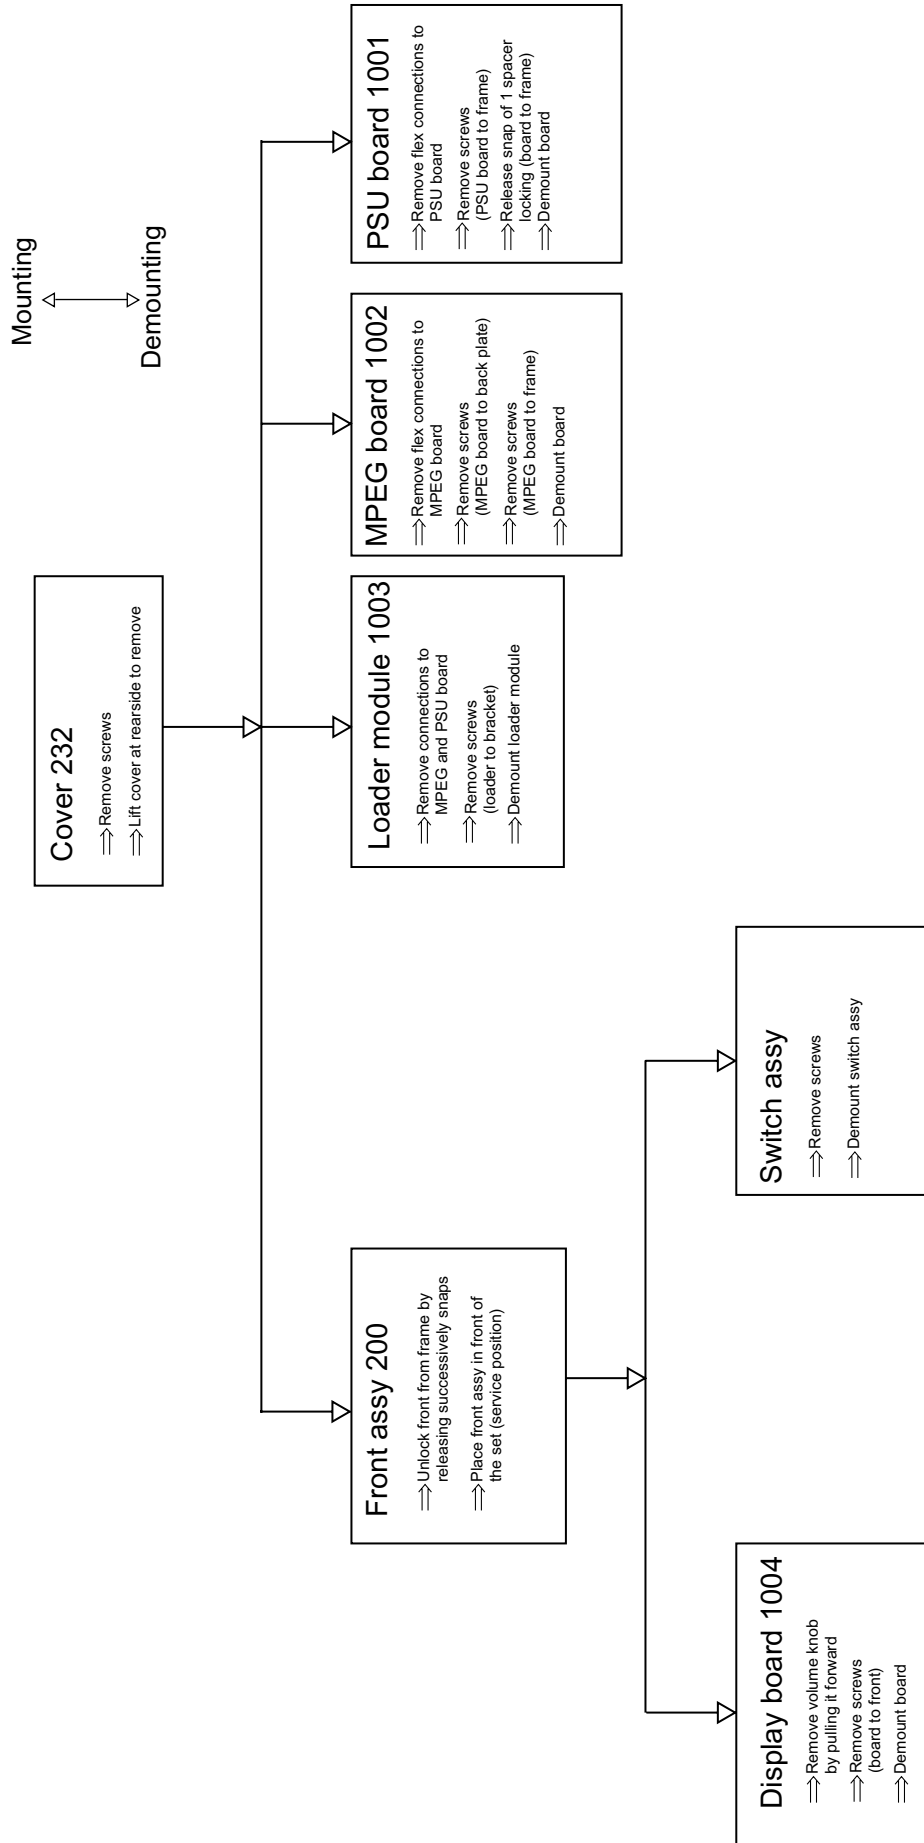 Mounting
Demounting
Cover 232
⇒Remove screws
⇒Lift cover at rearside to remove
Front assy 200
⇒Unlock front from frame by
releasing successively snaps
⇒Place front assy in front of
the set (service position)
Loader module 1003
⇒Remove connections to
MPEG and PSU board
⇒Remove screws
(loader to bracket)
⇒Demount loader module
MPEG board 1002
⇒Remove flex connections to
MPEG board
⇒Remove screws
(MPEG board to back plate)
⇒Remove screws
(MPEG board to frame)
⇒Demount board
PSU board 1001
⇒Remove flex connections to
PSU board
⇒Remove screws
(PSU board to frame)
⇒Release snap of 1 spacer
locking (board to frame)
⇒Demount board
Display board 1004
⇒Remove volume knob
by pulling it forward
⇒Remove screws
(board to front)
⇒Demount board
Switch assy
⇒Remove screws
⇒Demount switch assy